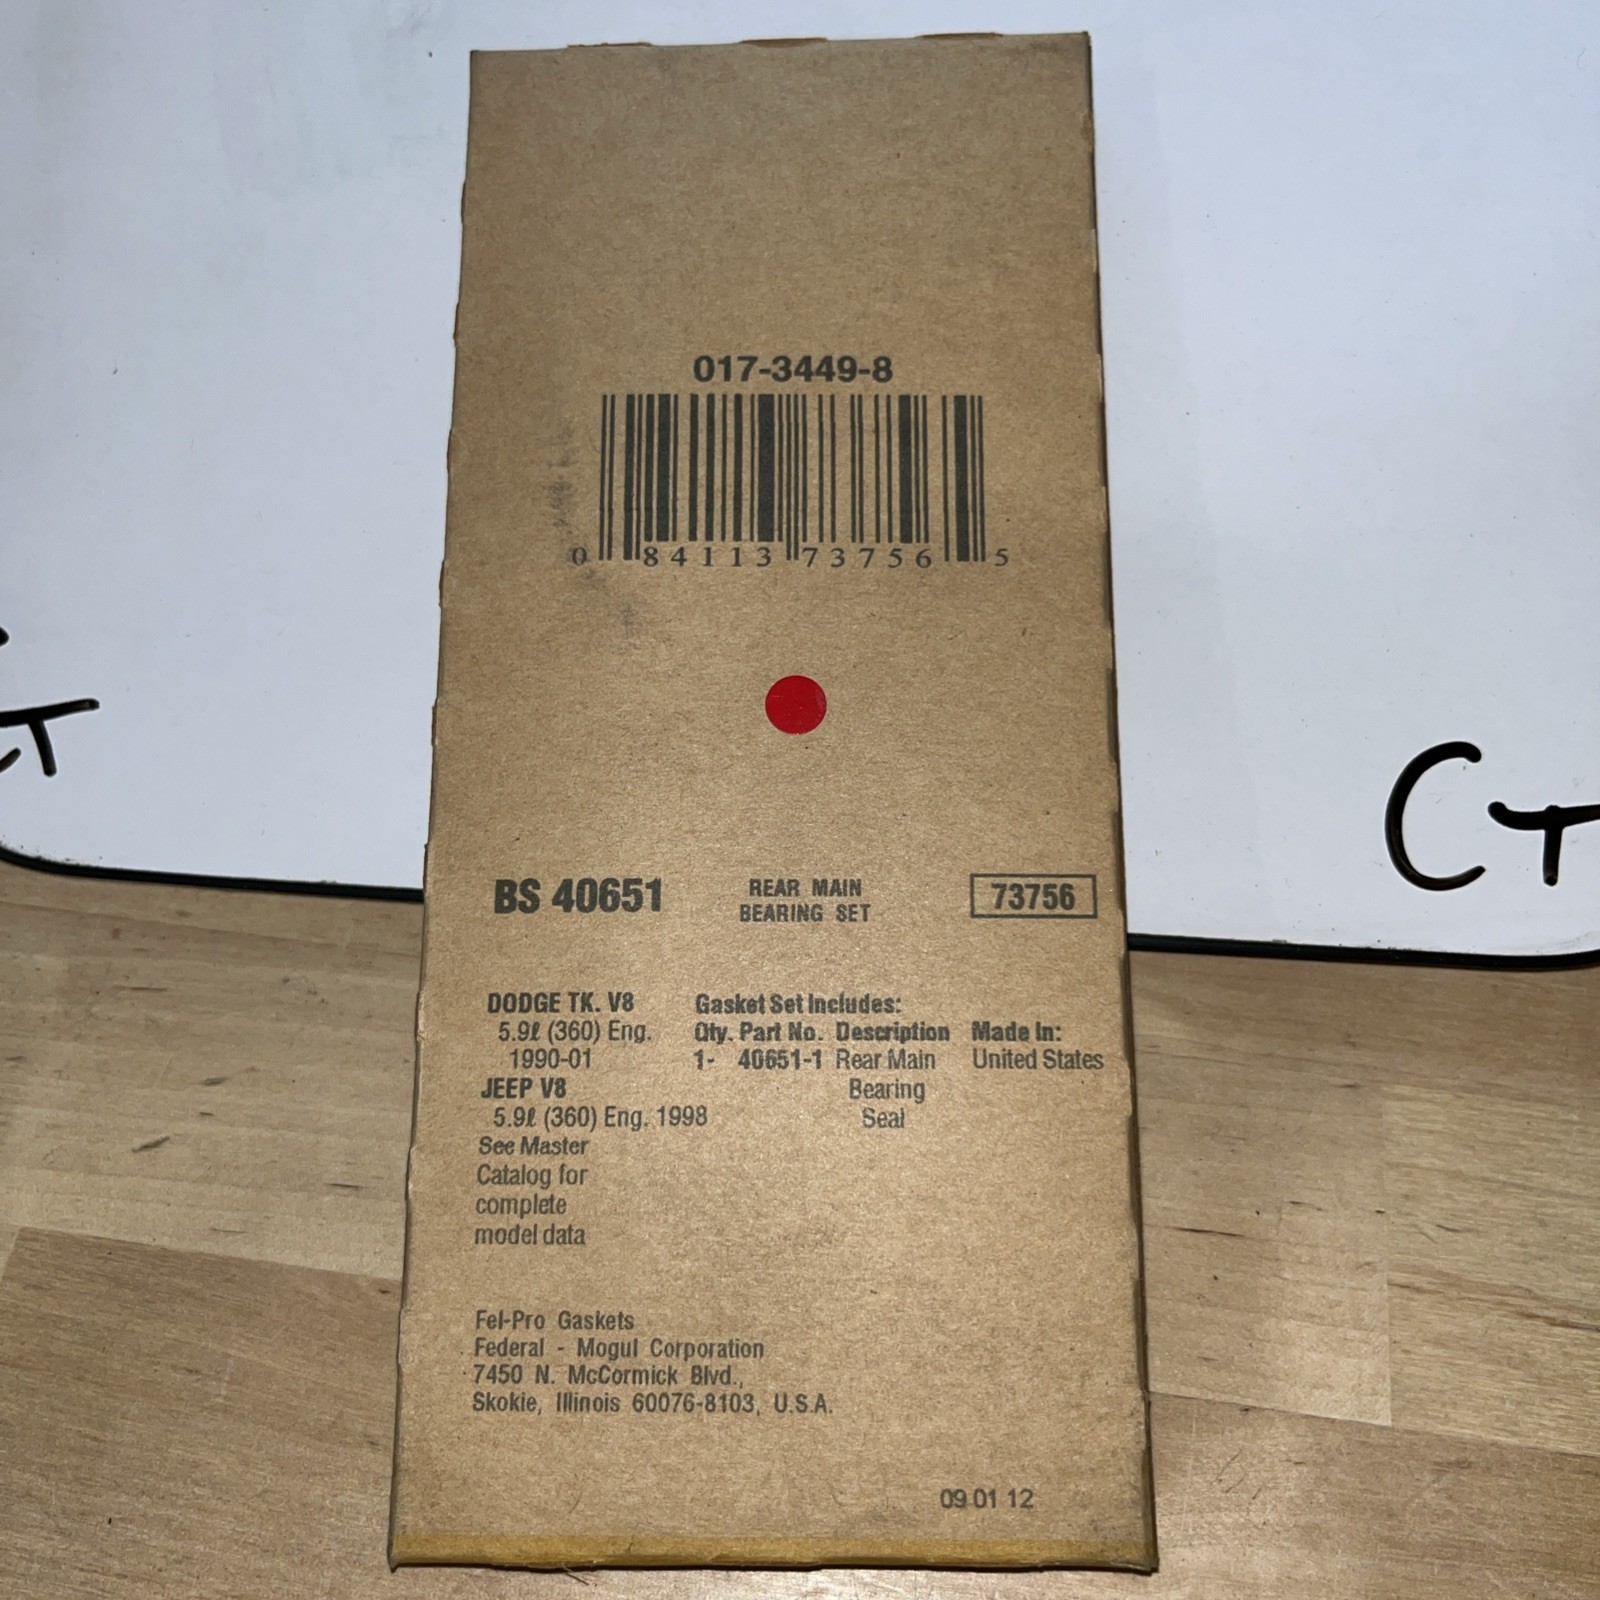 017-3449-8
0 84113 73756 5
BS 40651
REAR MAIN
BEARING SET
73756
DODGE TK. V8
5.9ℓ (360) Eng.
1990-01
JEEP V8
5.9ℓ (360) Eng. 1998
See Master
Catalog for
complete
model data
Gasket Set Includes:
Qty. Part No. Description Made In:
1- 40651-1 Rear Main United States
Bearing
Seal
Fel-Pro Gaskets
Federal - Mogul Corporation
7450 N. McCormick Blvd.,
Skokie, Illinois 60076-8103, U.S.A.
09 01 12
CT